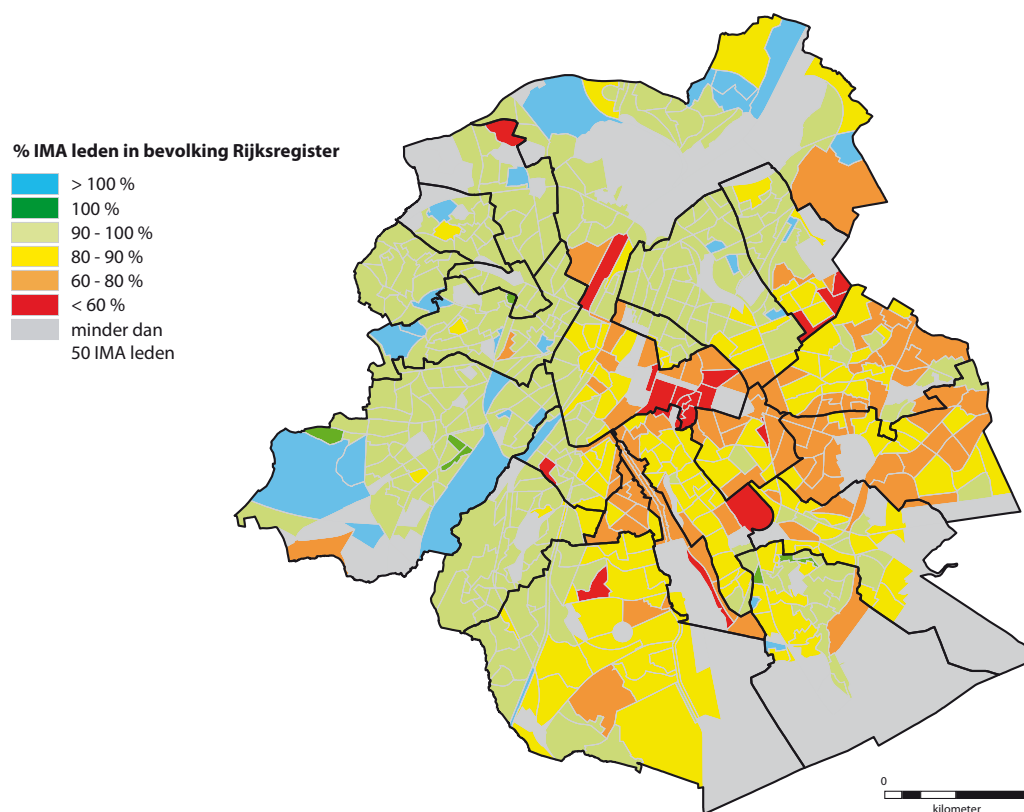 % IMA leden in bevolking Rijksregister
> 100 %
100 %
90 - 100 %
80 - 90 %
60 - 80 %
< 60 %
minder dan
50 IMA leden
0
kilometer